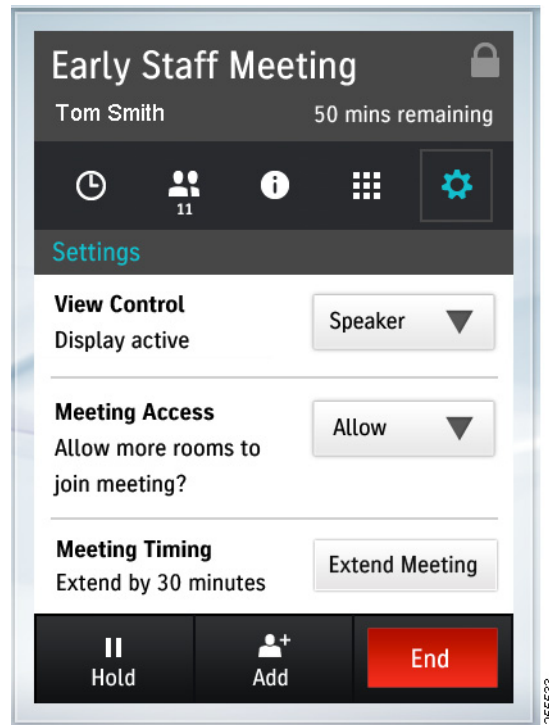 Early Staff Meeting
Tom Smith
50 mins remaining
11
Settings
View Control
Display active
Speaker
Meeting Access
Allow more rooms to
join meeting?
Allow
Meeting Timing
Extend by 30 minutes
Extend Meeting
Hold
Add
End